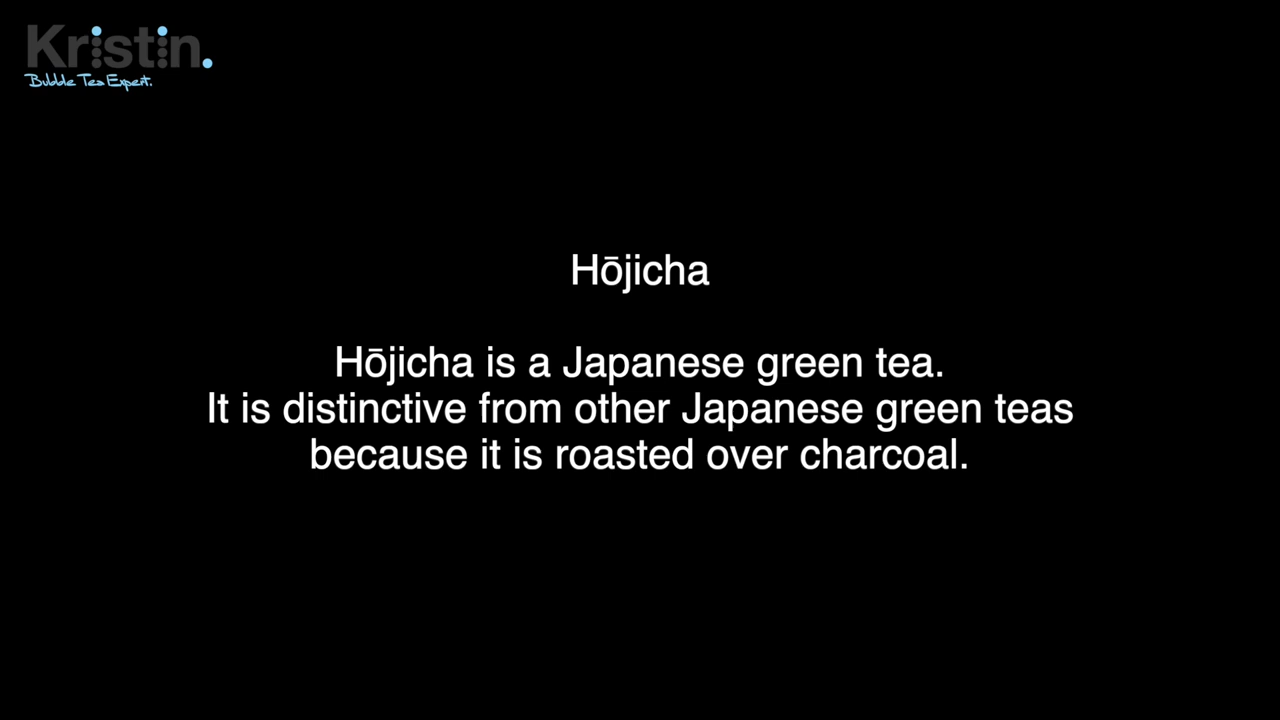 Kristin.
Bubble Tea Expert.
Hōjicha
Hōjicha is a Japanese green tea.
It is distinctive from other Japanese green teas
because it is roasted over charcoal.